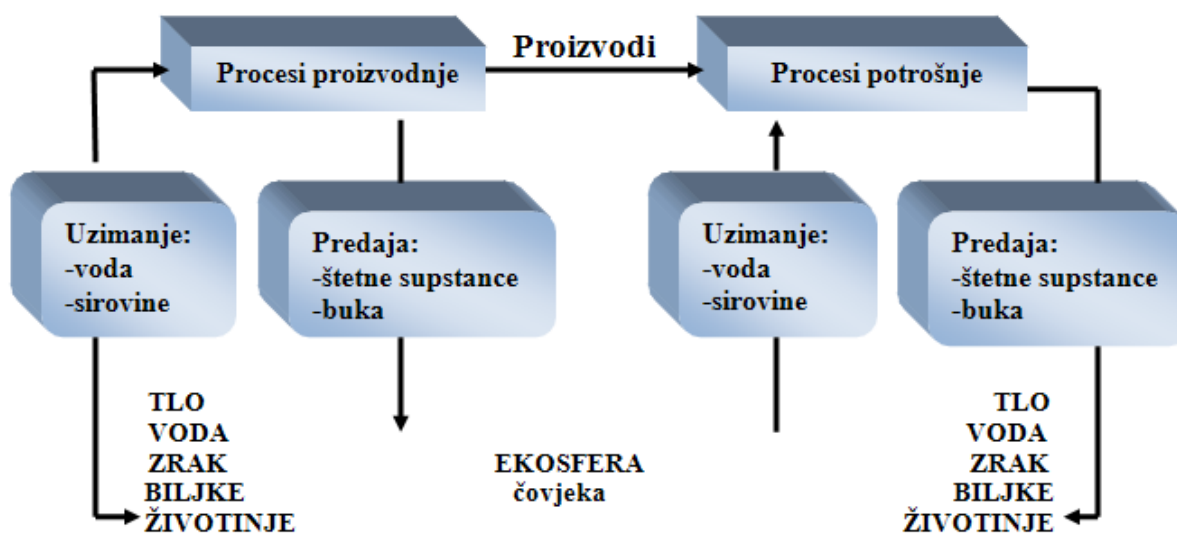 Proizvodi
Procesi proizvodnje
Procesi potrošnje
Uzimanje:
-voda
-sirovine
Predaja:
-štetne supstance
-buka
Uzimanje:
-voda
-sirovine
Predaja:
-štetne supstance
-buka
TLO
VODA
ZRAK
BILJKE
ŽIVOTINJE
EKOSFERA
čovjeka
TLO
VODA
ZRAK
BILJKE
ŽIVOTINJE